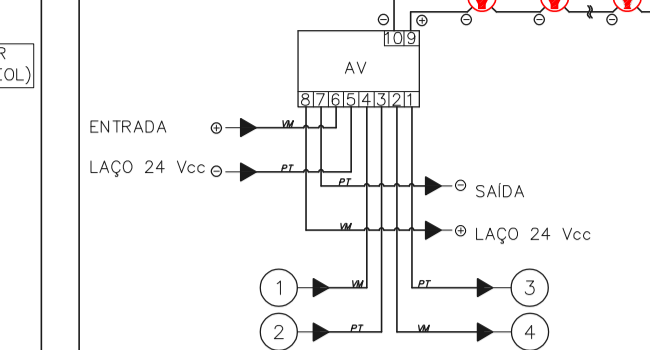 ⊖ ⊕ ⊖ ⊖ ⊖
10 9
R
AV
OL)
8 7 6 5 4 3 2 1
ENTRADA ⊕ VM
LAÇO 24 Vcc ⊖ PT
PT ⊖ SAÍDA
VM ⊕ LAÇO 24 Vcc
1 VM PT 3
2 PT VM 4